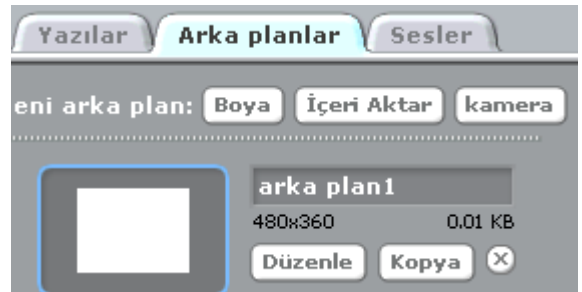 Yazılar Arka planlar Sesler
eni arka plan: Boya İçeri Aktar kamera
arka plan1
480x360 0.01 KB
Düzenle Kopya